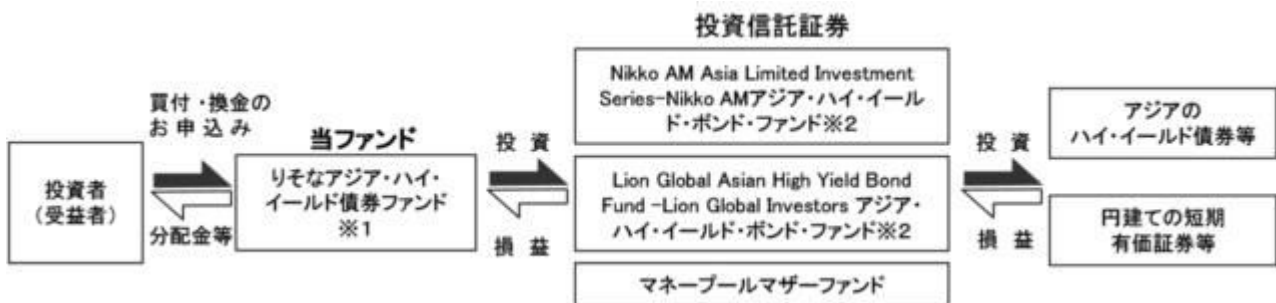 投資信託証券
買付・換金の
お申込み
当ファンド
投資者
(受益者)
分配金等
りそなアジア・ハイ・
イールド債券ファンド
※1
投資
損益
Nikko AM Asia Limited Investment
Series-Nikko AMアジア・ハイ・イール
ド・ボンド・ファンド※2
Lion Global Asian High Yield Bond
Fund -Lion Global Investors アジア・
ハイ・イールド・ボンド・ファンド※2
マネープールマザーファンド
投資
損益
アジアの
ハイ・イールド債券等
円建ての短期
有価証券等